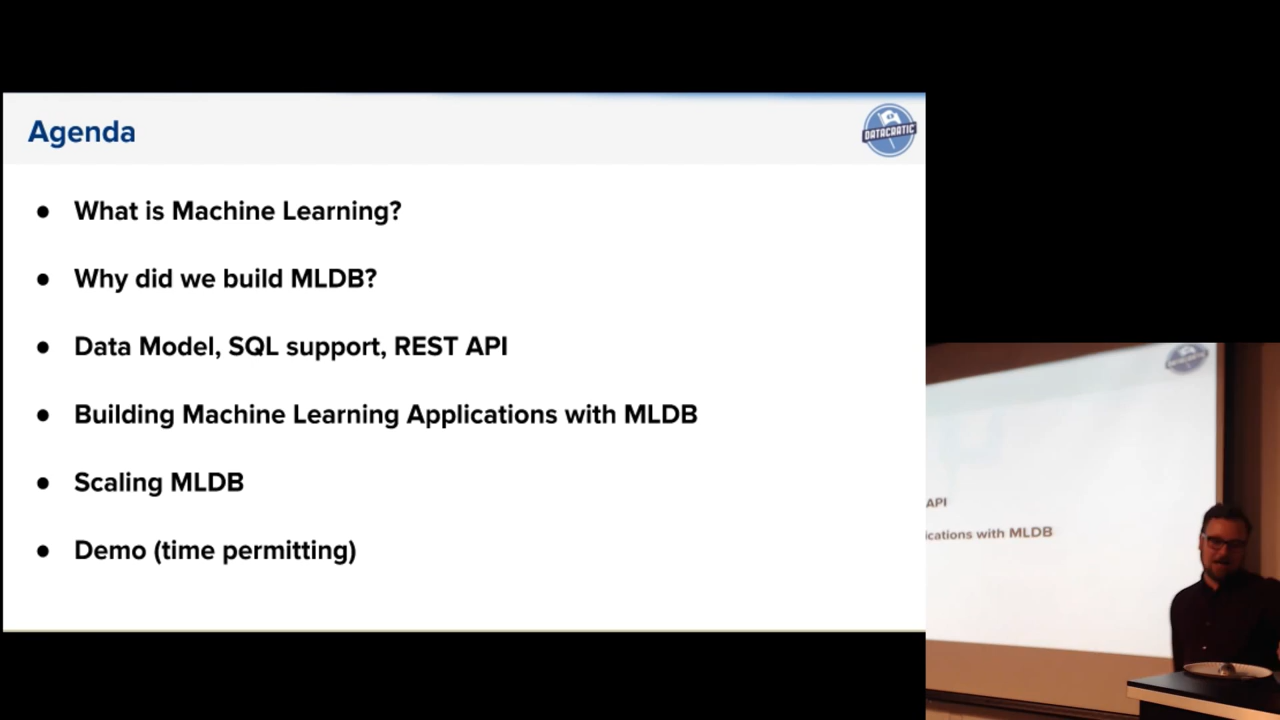 Agenda
DATACRATIC
What is Machine Learning?
Why did we build MLDB?
Data Model, SQL support, REST API
Building Machine Learning Applications with MLDB
Scaling MLDB
Demo (time permitting)
DATACRATIC
API
ications with MLDB